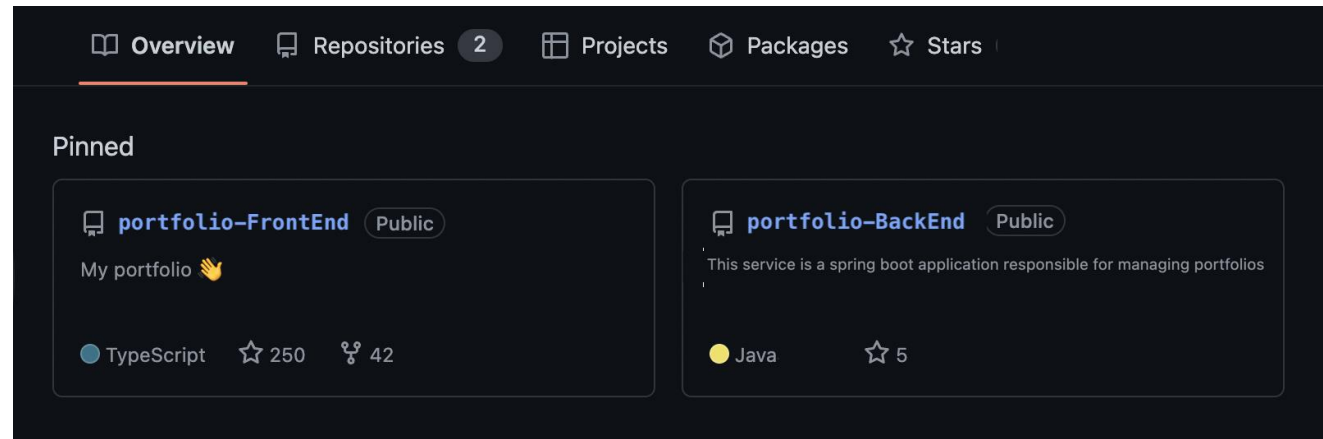 Overview Repositories 2 Projects Packages Stars
Pinned
portfolio-FrontEnd Public
My portfolio 👋
TypeScript 250 42
portfolio-BackEnd Public
This service is a spring boot application responsible for managing portfolios
Java 5